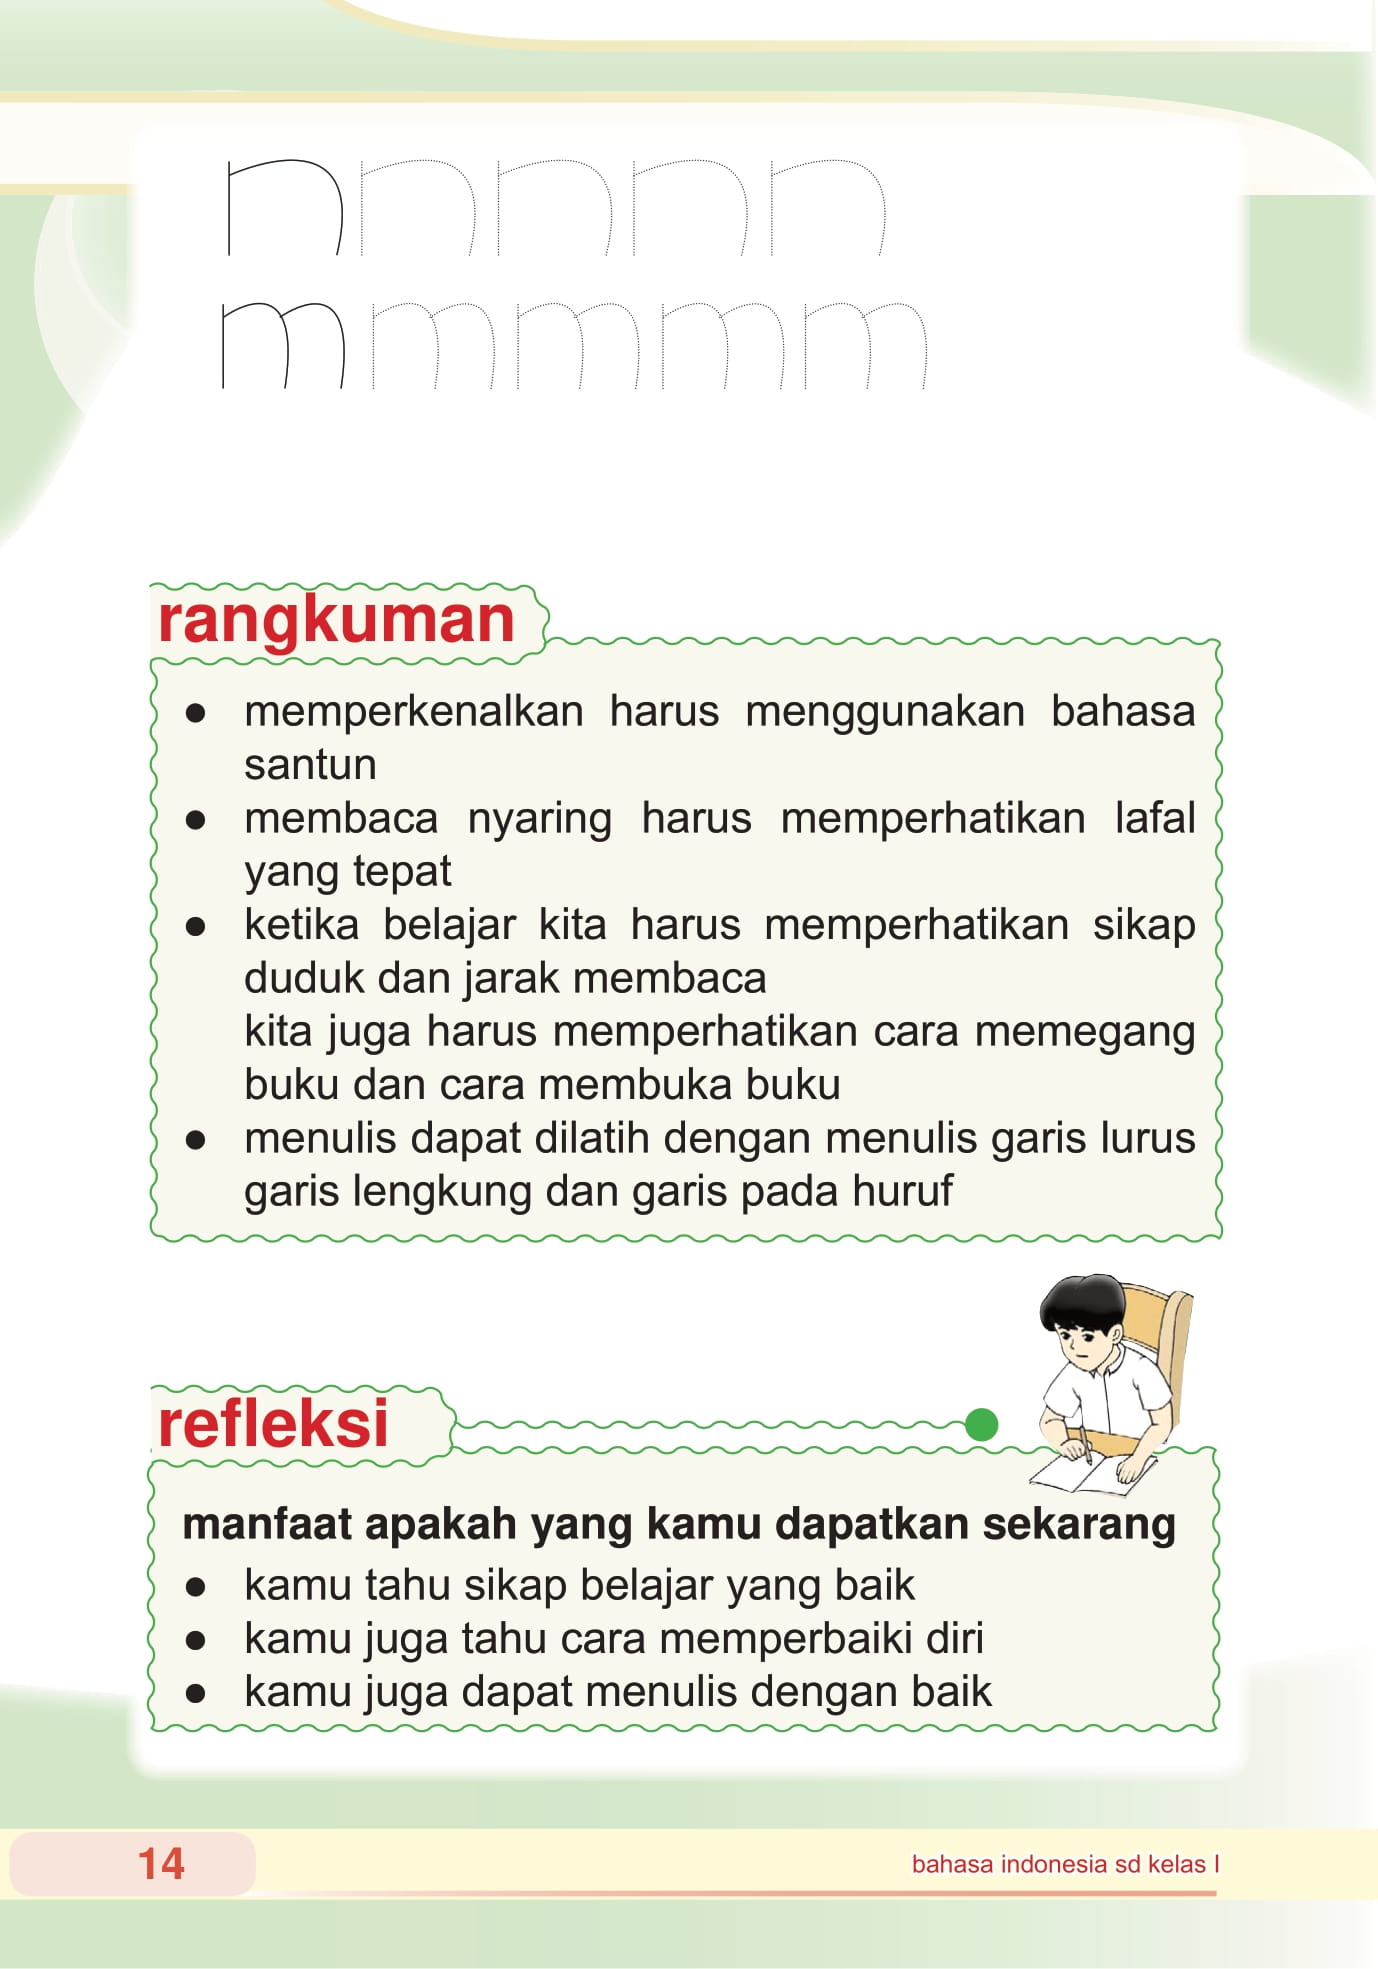 n n n n n
m m m m m
rangkuman
● memperkenalkan harus menggunakan bahasa
santun
● membaca nyaring harus memperhatikan lafal
yang tepat
● ketika belajar kita harus memperhatikan sikap
duduk dan jarak membaca
kita juga harus memperhatikan cara memegang
buku dan cara membuka buku
● menulis dapat dilatih dengan menulis garis lurus
garis lengkung dan garis pada huruf
refleksi
manfaat apakah yang kamu dapatkan sekarang
● kamu tahu sikap belajar yang baik
● kamu juga tahu cara memperbaiki diri
● kamu juga dapat menulis dengan baik
14
bahasa indonesia sd kelas I